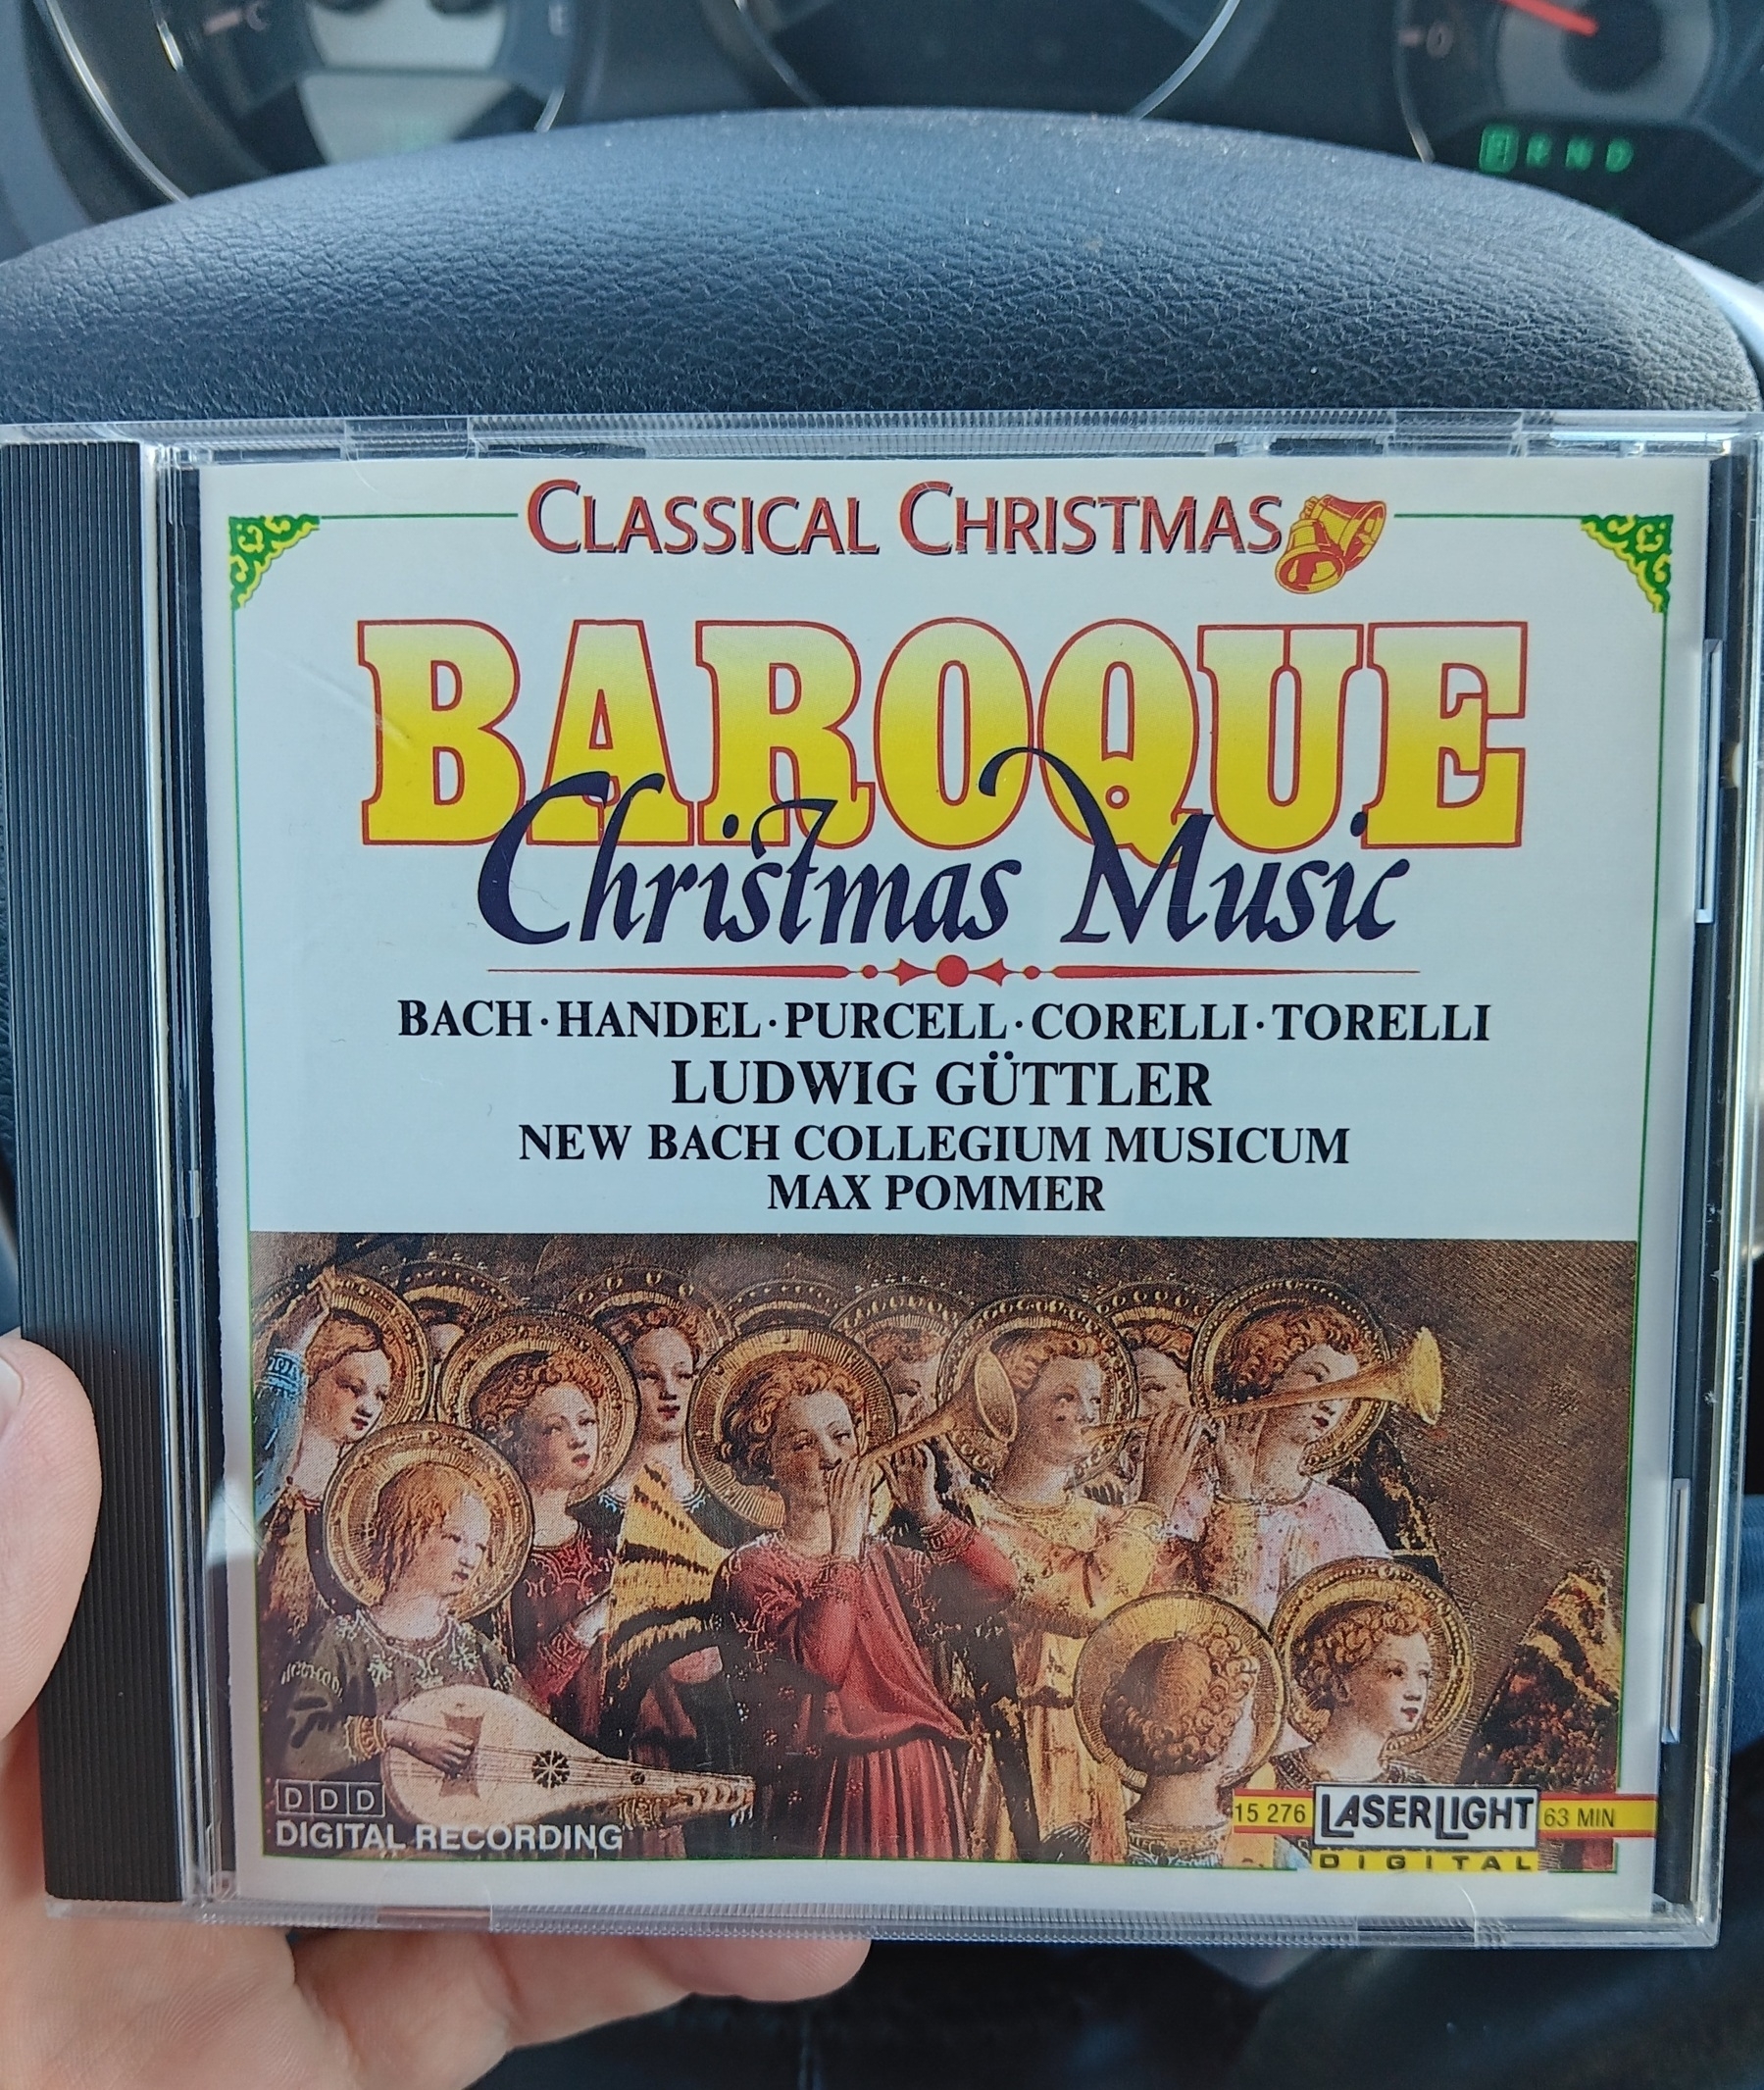 C
E
0
P R N D
CLASSICAL CHRISTMAS
BAROQUE
Christmas Music
BACH·HANDEL·PURCELL·CORELLI·TORELLI
LUDWIG GÜTTLER
NEW BACH COLLEGIUM MUSICUM
MAX POMMER
DDD
DIGITAL RECORDING
15 276 LASERLIGHT 63 MIN
DIGITAL